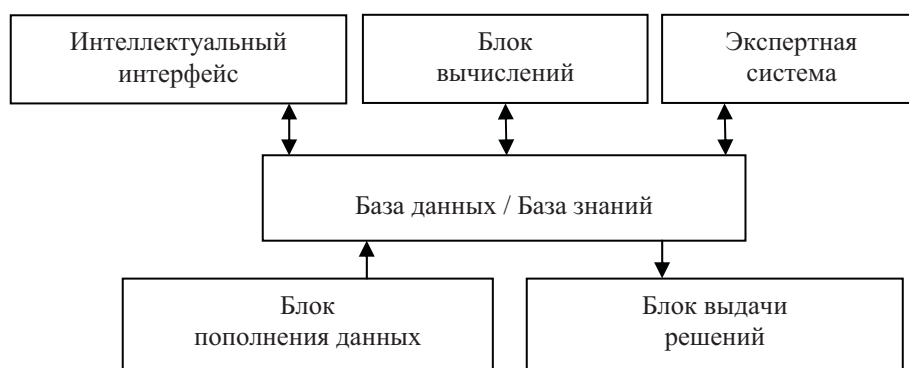 Интеллектуальный
интерфейс
Блок
вычислений
Экспертная
система
База данных / База знаний
Блок
пополнения данных
Блок выдачи
решений